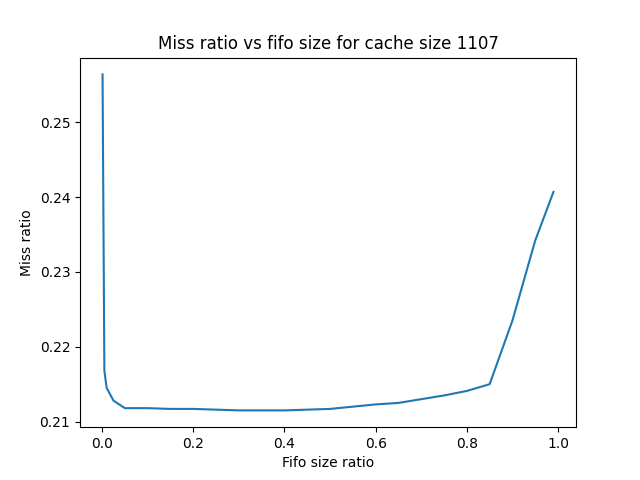 Miss ratio vs fifo size for cache size 1107
0.25
0.24
0.23
0.22
0.21
Miss ratio
0.0 0.2 0.4 0.6 0.8 1.0
Fifo size ratio